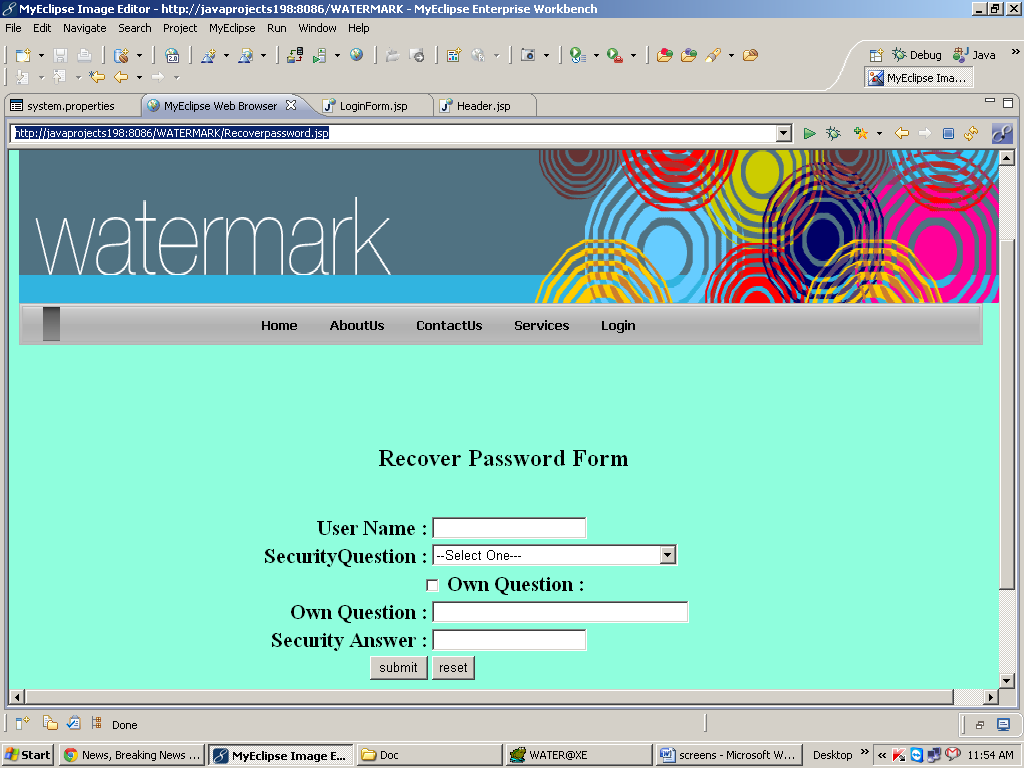 MyEclipse Image Editor - http://javaprojects198:8086/WATERMARK - MyEclipse Enterprise Workbench
File Edit Navigate Search Project MyEclipse Run Window Help
2.0
Debug Java »
MyEclipse Ima...
system.properties MyEclipse Web Browser LoginForm.jsp Header.jsp
http://javaprojects198:8086/WATERMARK/Recoverpassword.jsp
watermark
Home AboutUs ContactUs Services Login
Recover Password Form
User Name :
SecurityQuestion : --Select One---
Own Question :
Own Question :
Security Answer :
submit reset
Done
Start News, Breaking News ... MyEclipse Image E... Doc WATER@XE screens - Microsoft W... Desktop » « 11:54 AM